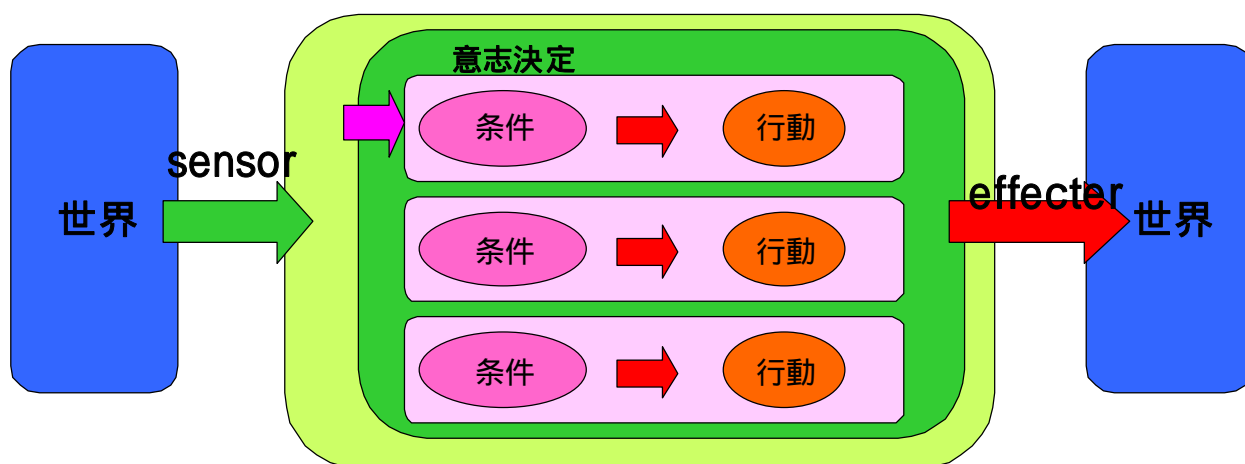 意志決定
条件
行動
sensor
世界
effecter
世界
条件
行動
条件
行動